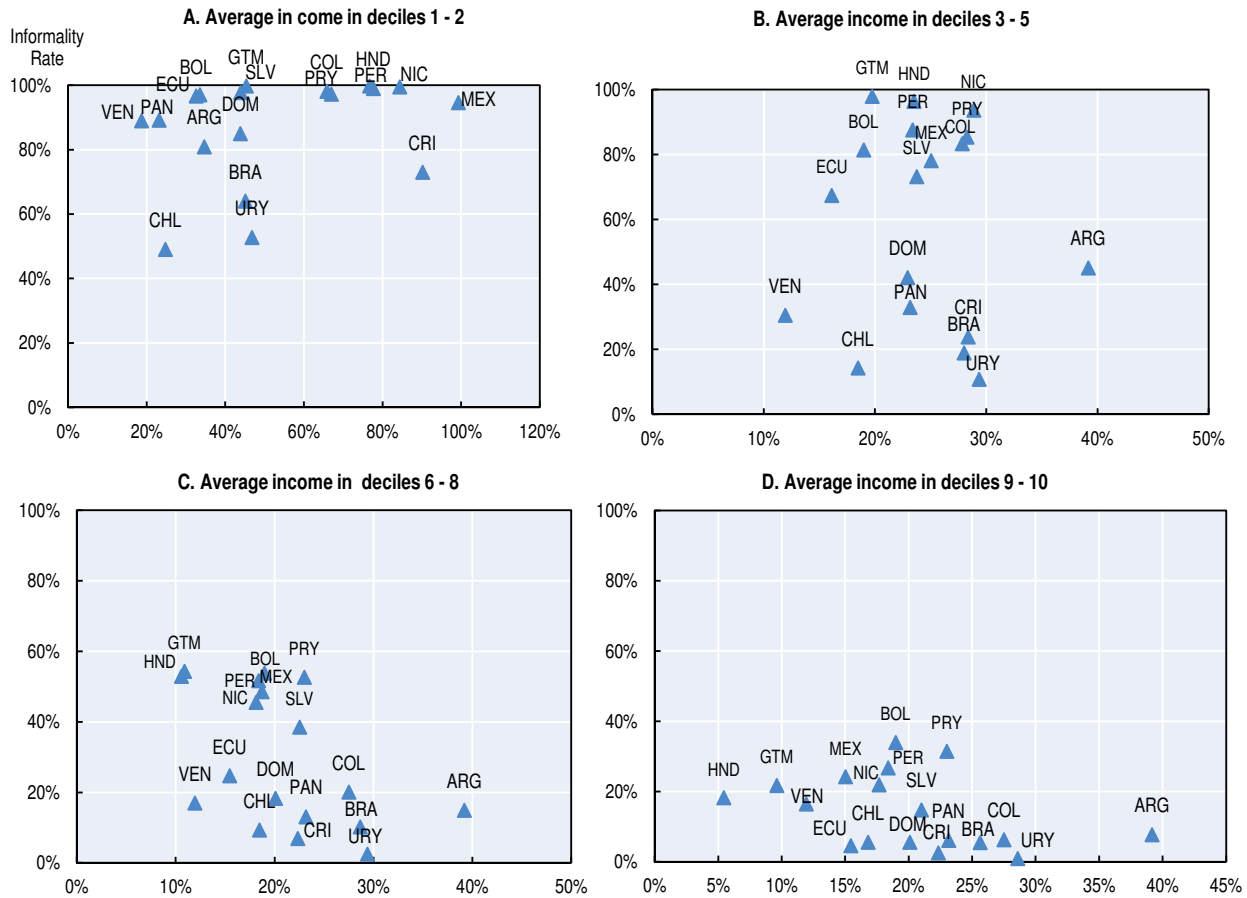 A. Average in come in deciles 1 - 2
Informality
Rate
100%
80%
60%
40%
20%
0%
0% 20% 40% 60% 80% 100% 120%
VEN
PAN
ECU
BOL
ARG
CHL
GTM
SLV
DOM
BRA
URY
COL
PRY
HND
PER
NIC
MEX
CRI
B. Average income in deciles 3 - 5
100%
80%
60%
40%
20%
0%
0% 10% 20% 30% 40% 50%
GTM
HND
NIC
PER
PRY
BOL
MEX
COL
SLV
ECU
DOM
ARG
VEN
PAN
CRI
BRA
CHL
URY
C. Average income in deciles 6 - 8
100%
80%
60%
40%
20%
0%
0% 10% 20% 30% 40% 50%
GTM
HND
BOL
PRY
PER
MEX
NIC
SLV
ECU
VEN
DOM
COL
PAN
ARG
CHL
BRA
CRI
URY
D. Average income in deciles 9 - 10
100%
80%
60%
40%
20%
0%
0% 5% 10% 15% 20% 25% 30% 35% 40% 45%
BOL
PRY
HND
GTM
MEX
PER
NIC
SLV
VEN
CHL
PAN
COL
ARG
ECU
DOM
CRI
BRA
URY